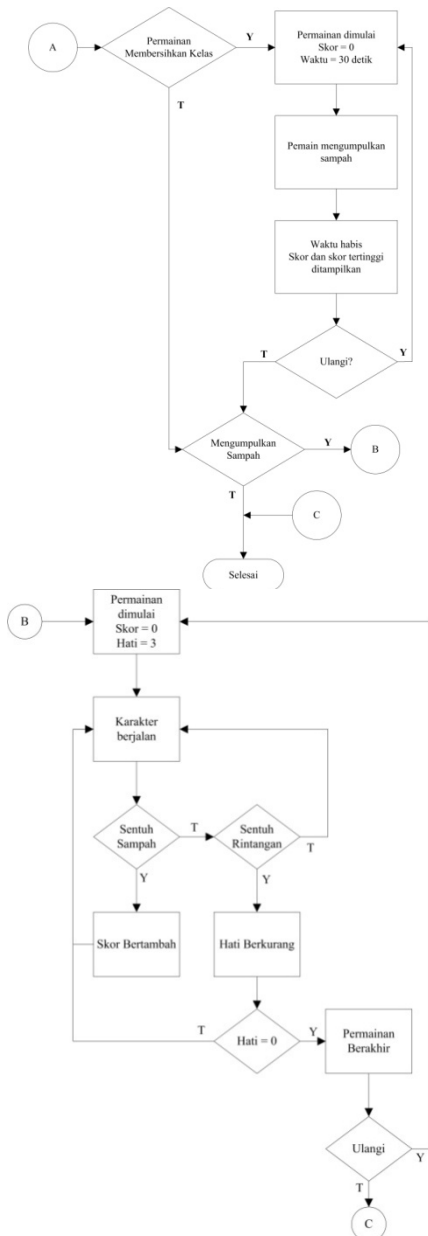 A
Permainan
Membersihkan Kelas
Y
Permainan dimulai
Skor = 0
Waktu = 30 detik
T
Pemain mengumpulkan
sampah
Waktu habis
Skor dan skor tertinggi
ditampilkan
T
Ulangi?
Y
Mengumpulkan
Sampah
Y
B
T
C
Selesai
B
Permainan
dimulai
Skor = 0
Hati = 3
Karakter
berjalan
Sentuh
Sampah
T
Sentuh
Rintangan
T
Y
Y
Skor Bertambah
Hati Berkurang
T
Hati = 0
Y
Permainan
Berakhir
Ulangi
Y
T
C